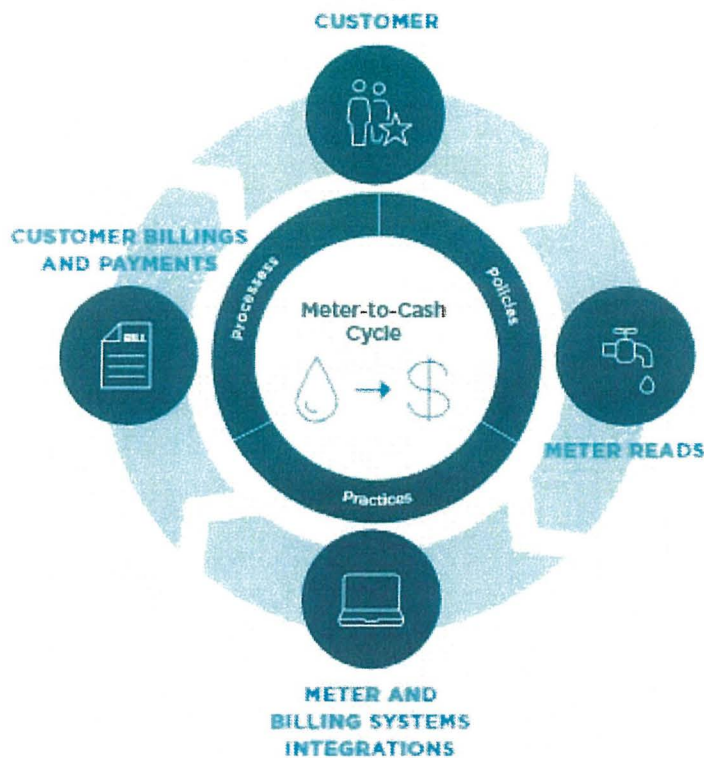 CUSTOMER
CUSTOMER BILLINGS
AND PAYMENTS
BILL
Processess
Policies
Meter-to-Cash
Cycle
$
METER READS
Practices
METER AND
BILLING SYSTEMS
INTEGRATIONS